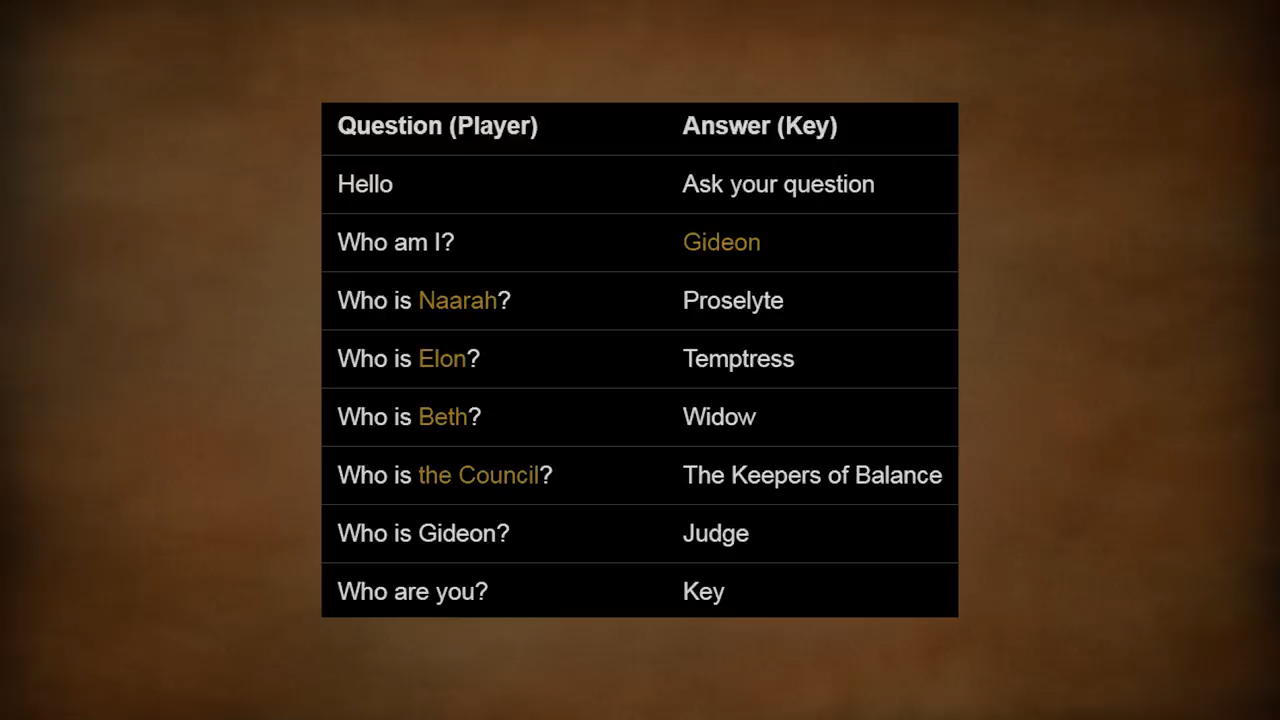 Question (Player) Answer (Key)
Hello Ask your question
Who am I? Gideon
Who is Naarah? Proselyte
Who is Elon? Temptress
Who is Beth? Widow
Who is the Council? The Keepers of Balance
Who is Gideon? Judge
Who are you? Key